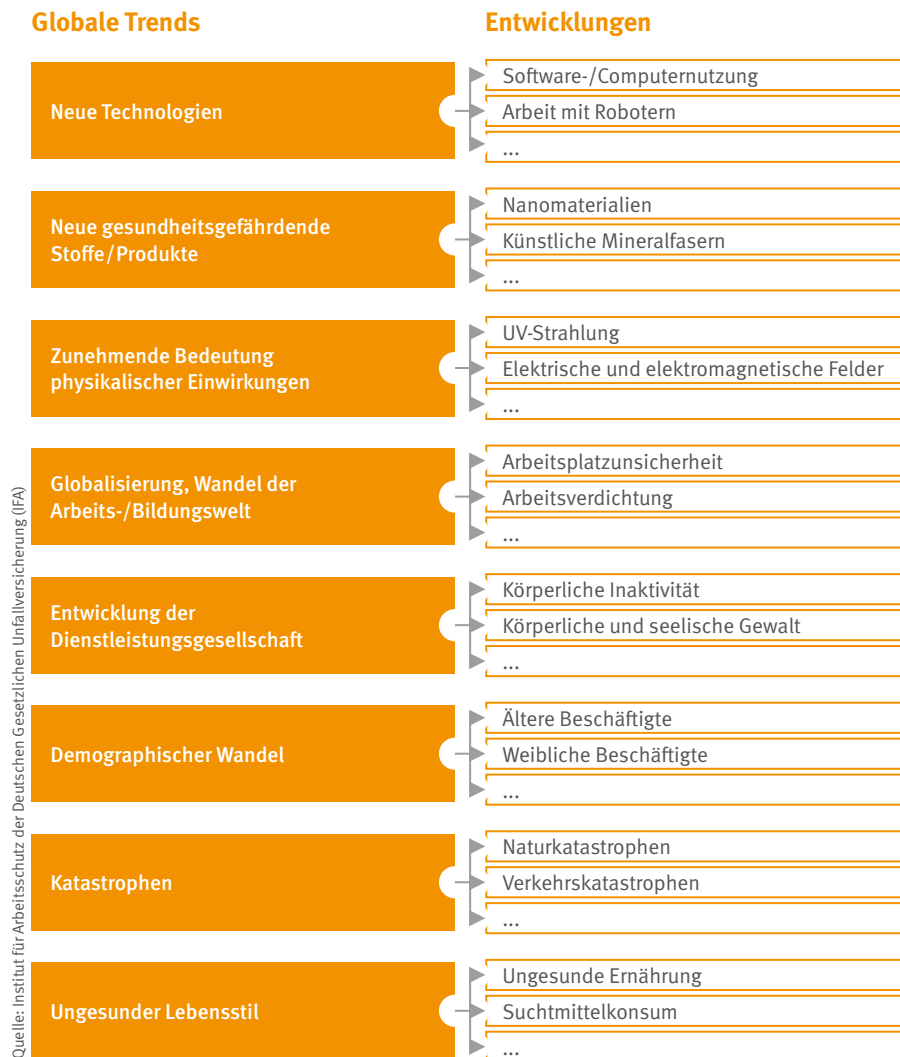 Globale Trends
Entwicklungen
Neue Technologien
Software-/Computernutzung
Arbeit mit Robotern
...
Neue gesundheitsgefährdende
Stoffe/Produkte
Nanomaterialien
Künstliche Mineralfasern
...
Zunehmende Bedeutung
physikalischer Einwirkungen
UV-Strahlung
Elektrische und elektromagnetische Felder
...
Globalisierung, Wandel der
Arbeits-/Bildungswelt
Arbeitsplatzunsicherheit
Arbeitsverdichtung
...
Entwicklung der
Dienstleistungsgesellschaft
Körperliche Inaktivität
Körperliche und seelische Gewalt
...
Demographischer Wandel
Ältere Beschäftigte
Weibliche Beschäftigte
...
Katastrophen
Naturkatastrophen
Verkehrskatastrophen
...
Ungesunder Lebensstil
Ungesunde Ernährung
Suchtmittelkonsum
...
Quelle: Institut für Arbeitsschutz der Deutschen Gesetzlichen Unfallversicherung (IFA)